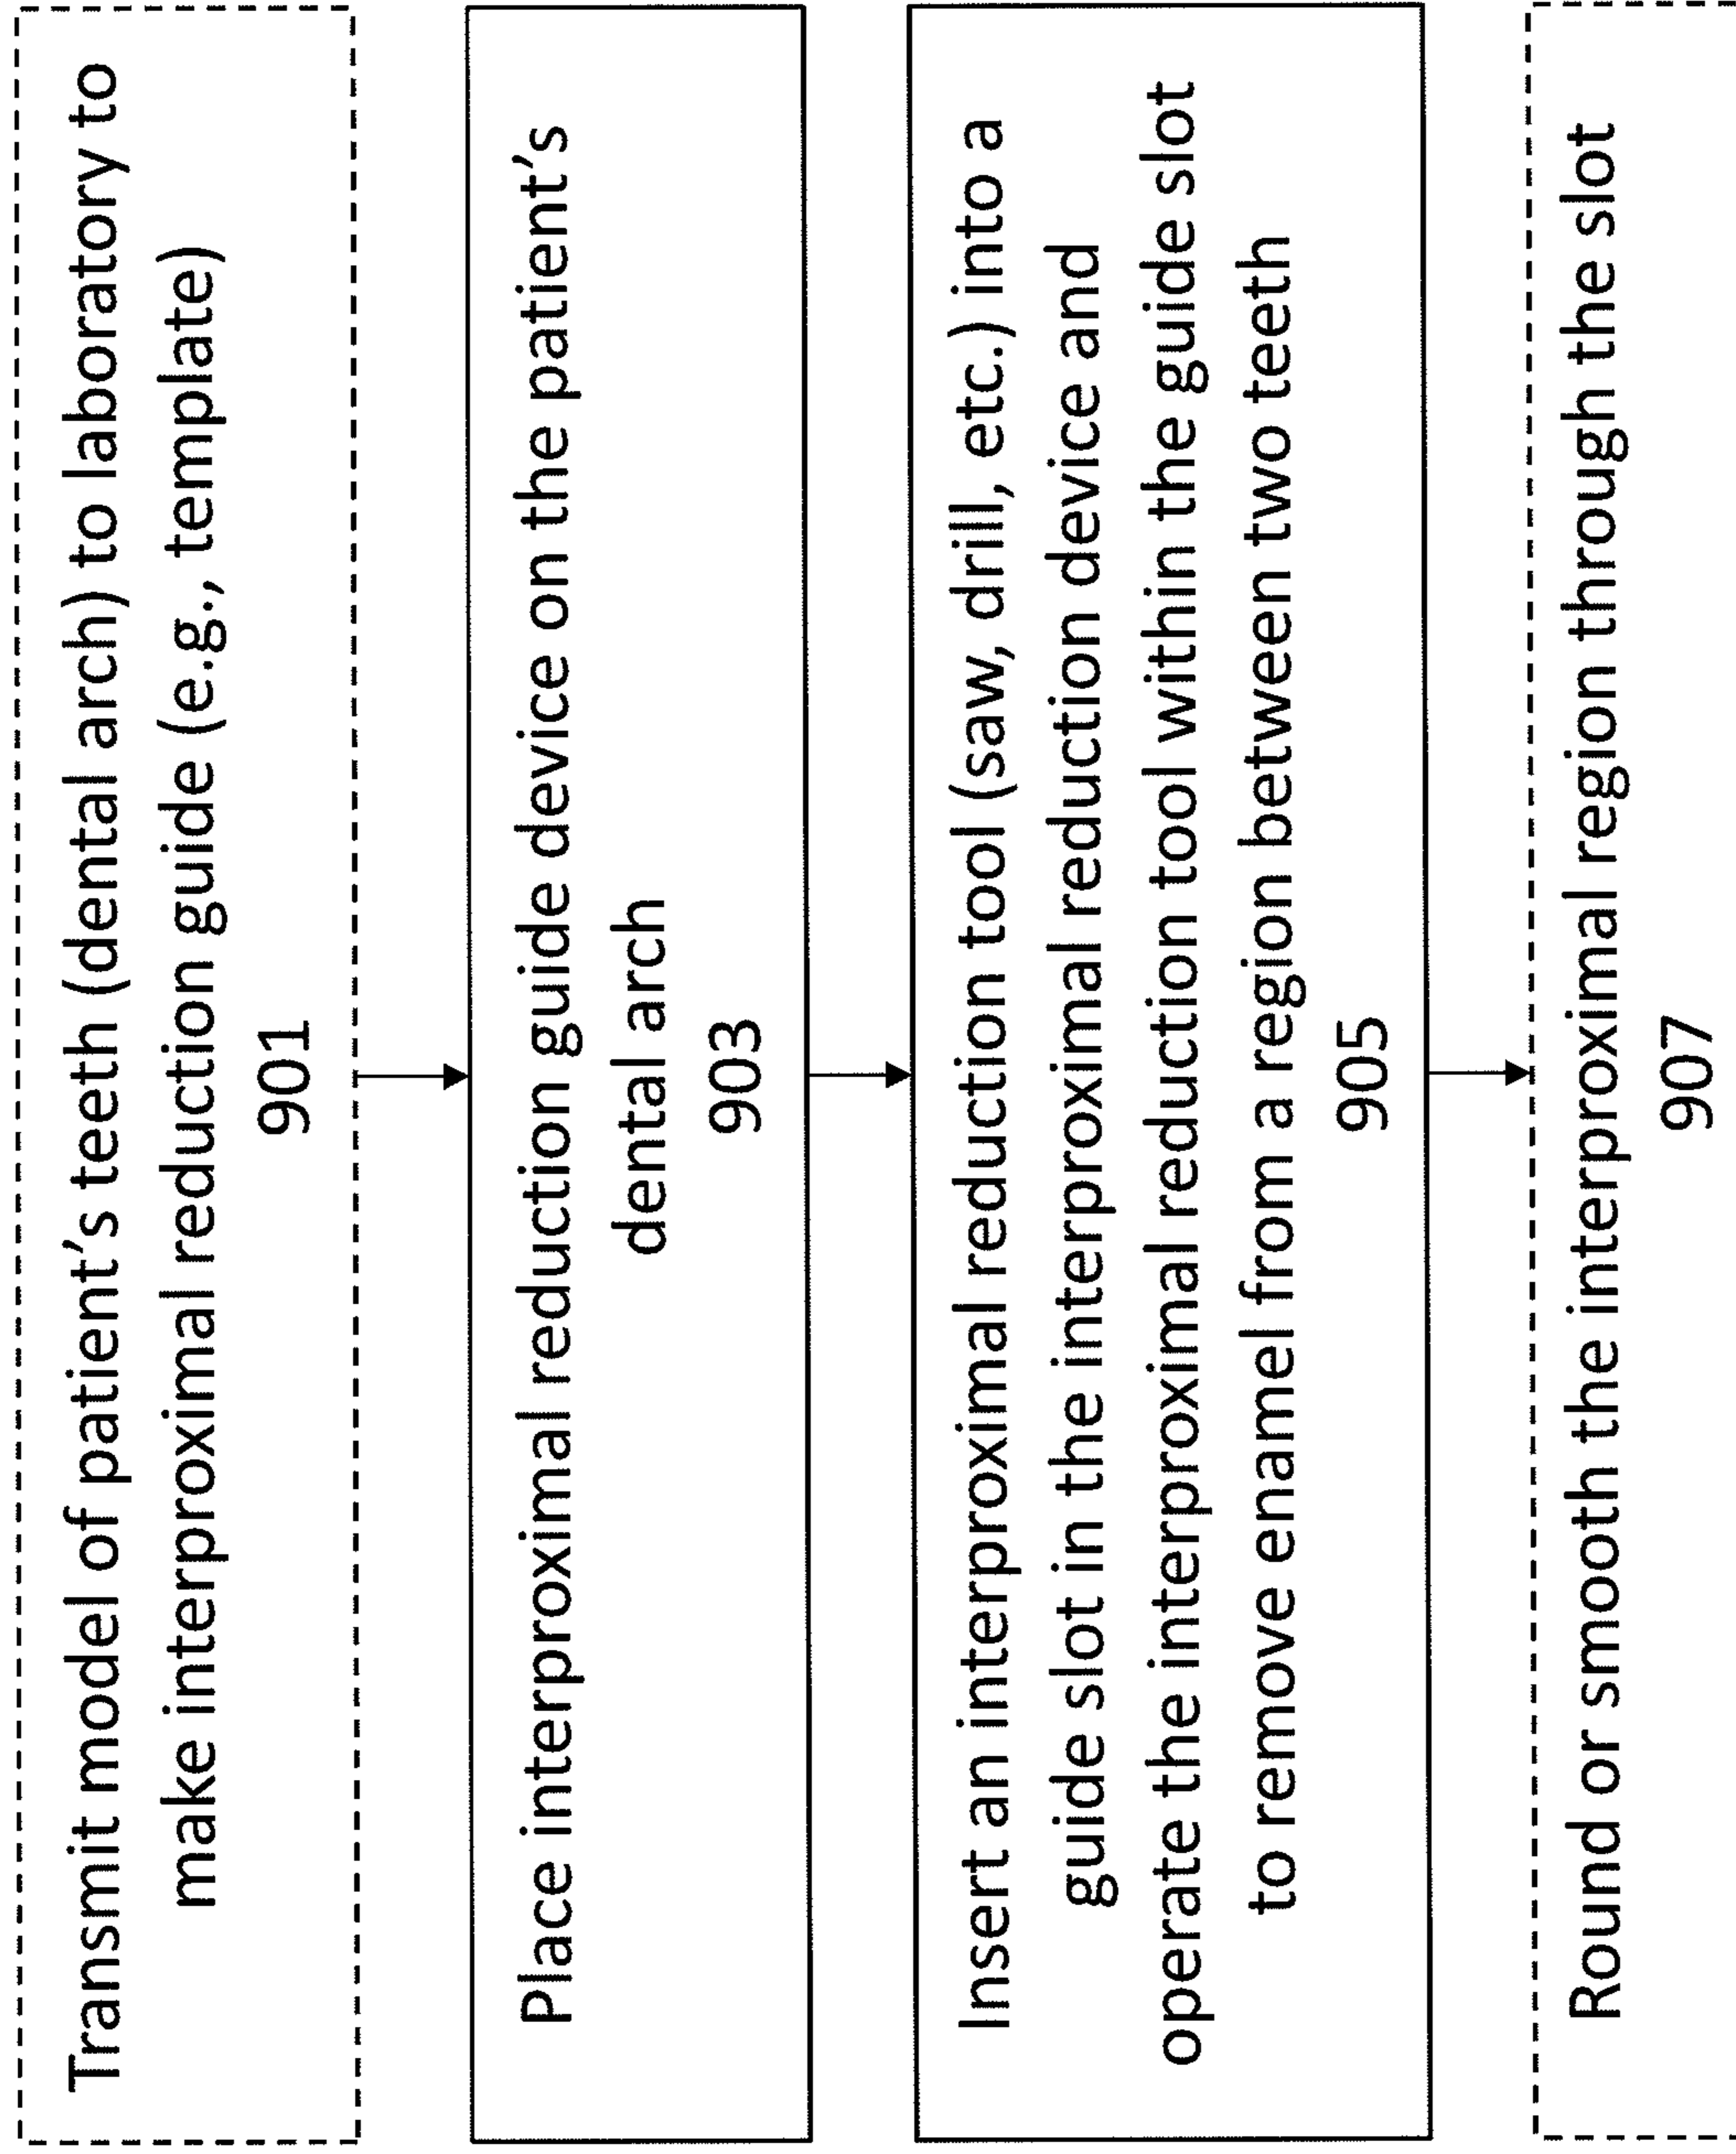 Transmit model of patient's teeth (dental arch) to laboratory to
make interproximal reduction guide (e.g., template)
901
Place interproximal reduction guide device on the patient's
dental arch
903
Insert an interproximal reduction tool (saw, drill, etc.) into a
guide slot in the interproximal reduction device and
operate the interproximal reduction tool within the guide slot
to remove enamel from a region between two teeth
905
Round or smooth the interproximal region through the slot
907